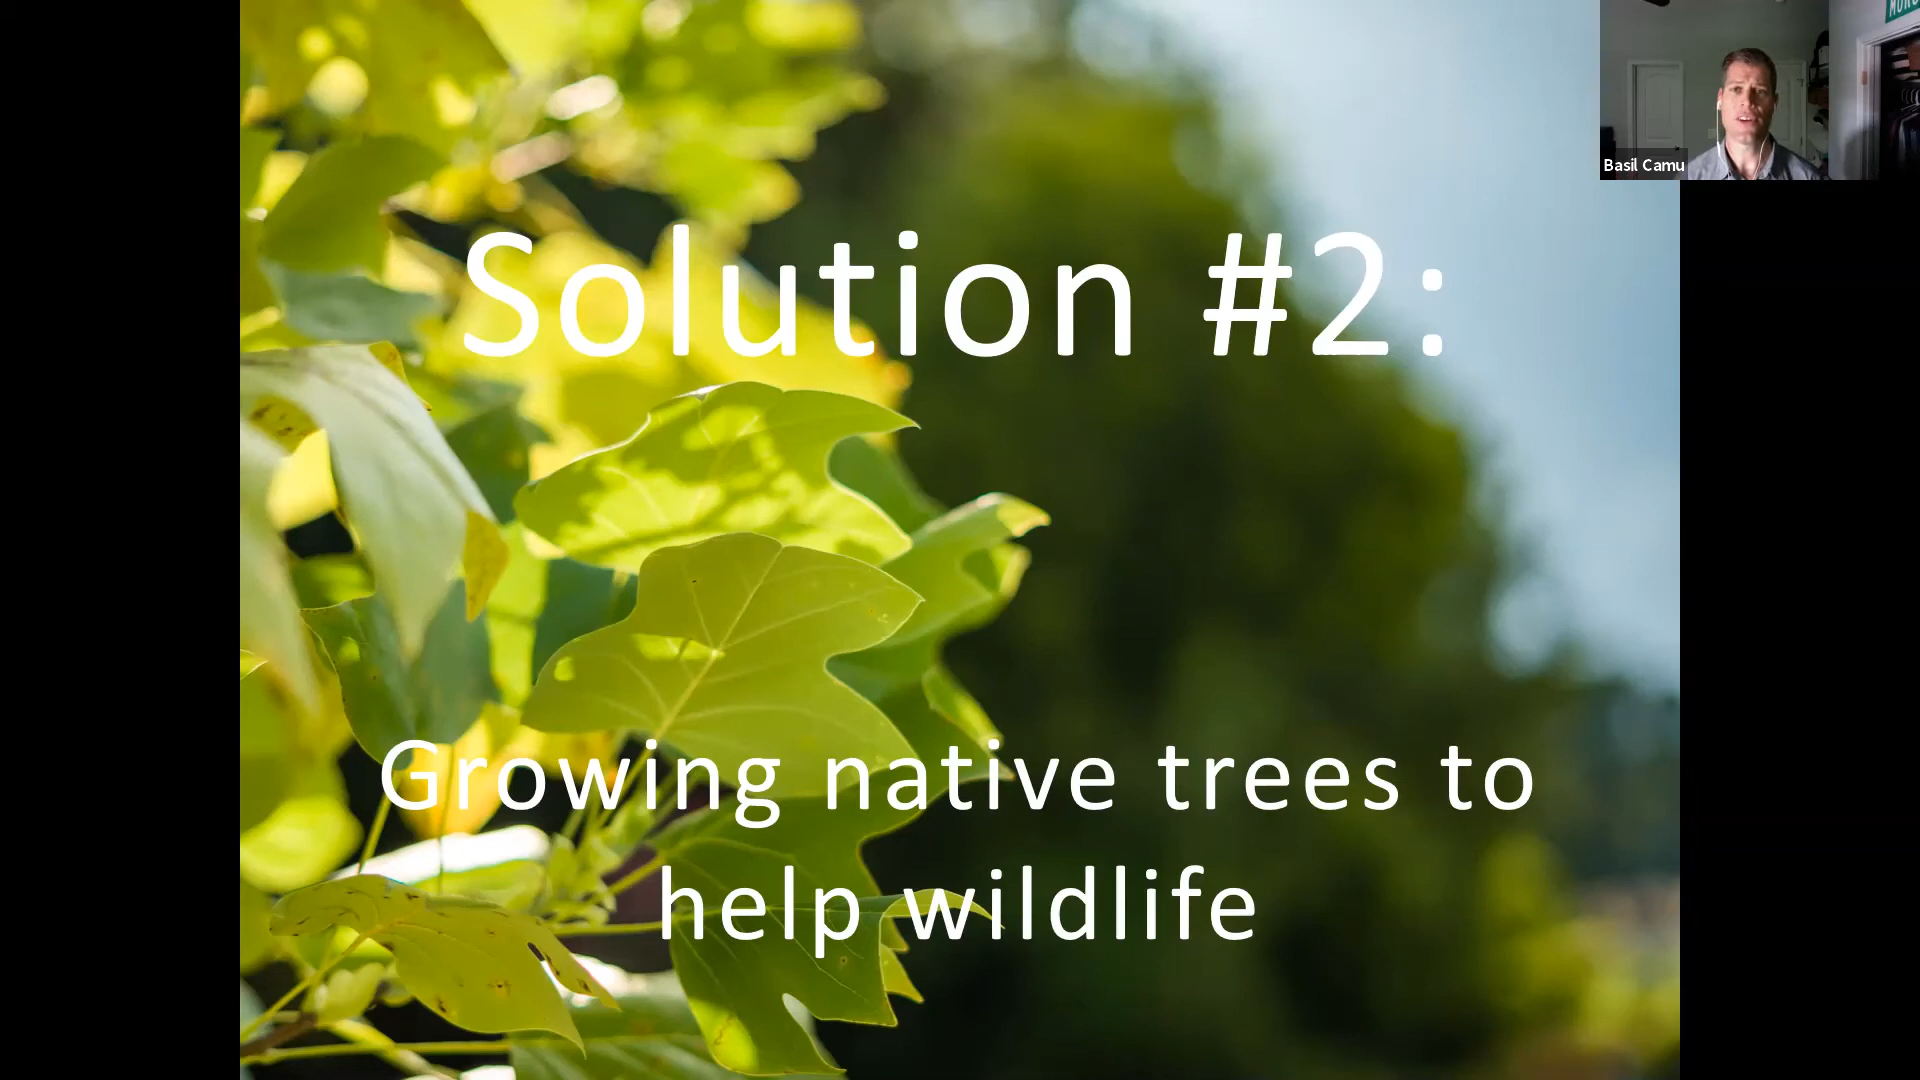 Solution #2:
Growing native trees to
help wildlife
Basil Camu